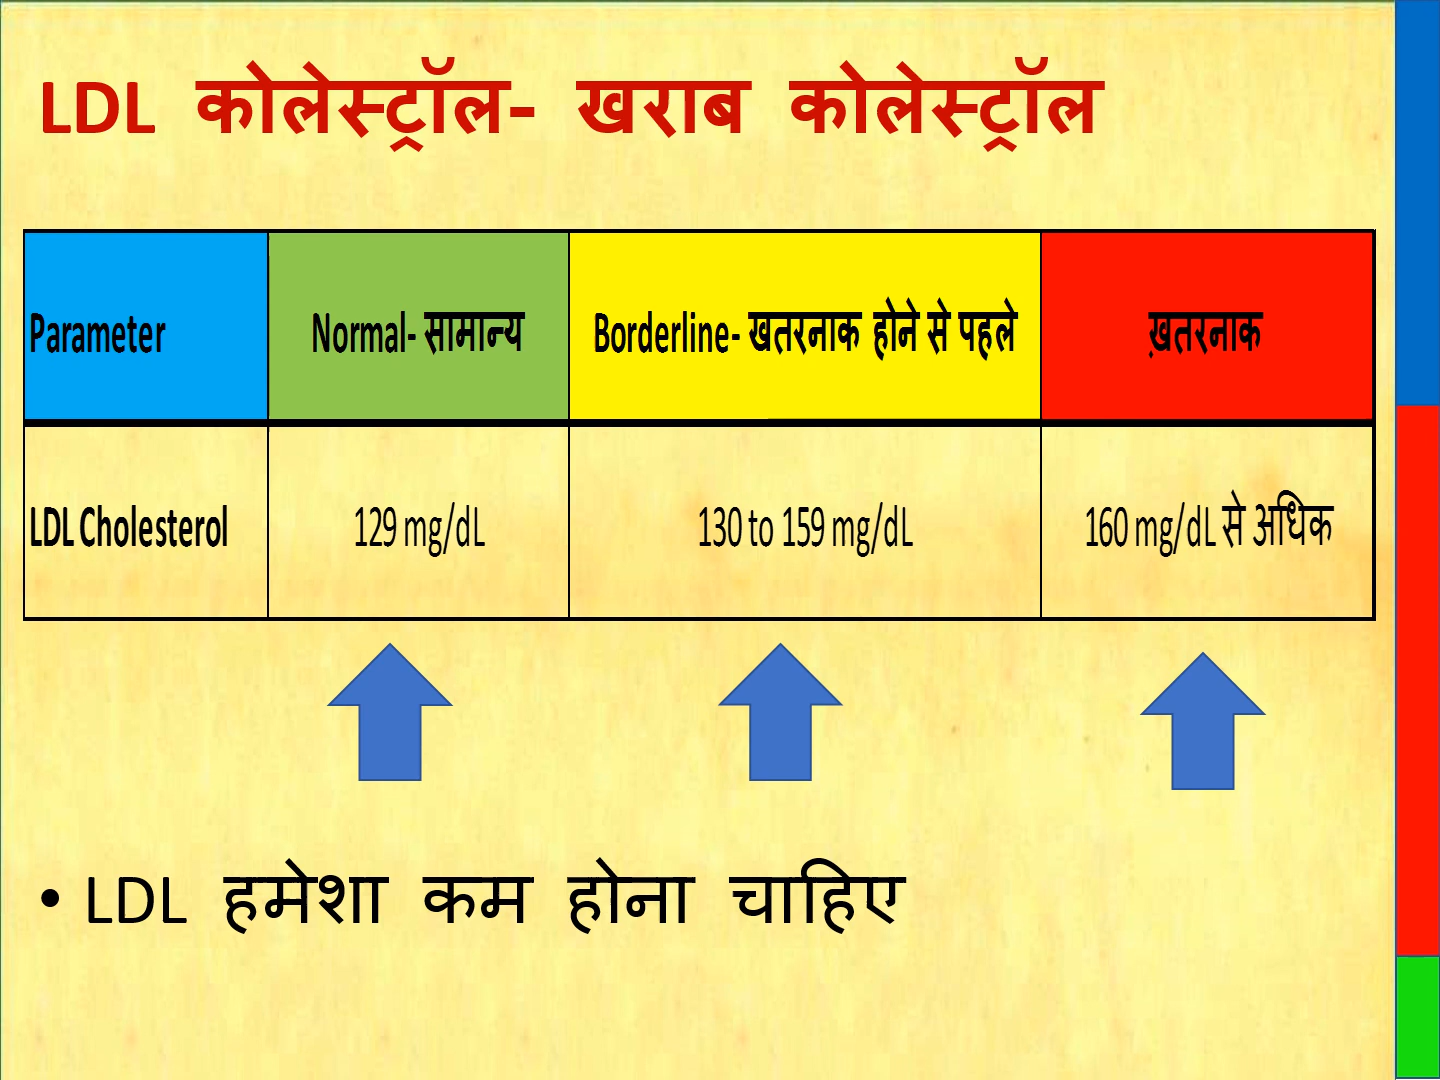 LDL कोलेस्ट्रॉल- खराब कोलेस्ट्रॉल
Parameter Normal- सामान्य Borderline- खतरनाक होने से पहले ख़तरनाक
LDL Cholesterol 129 mg/dL 130 to 159 mg/dL 160 mg/dL से अधिक
• LDL हमेशा कम होना चाहिए